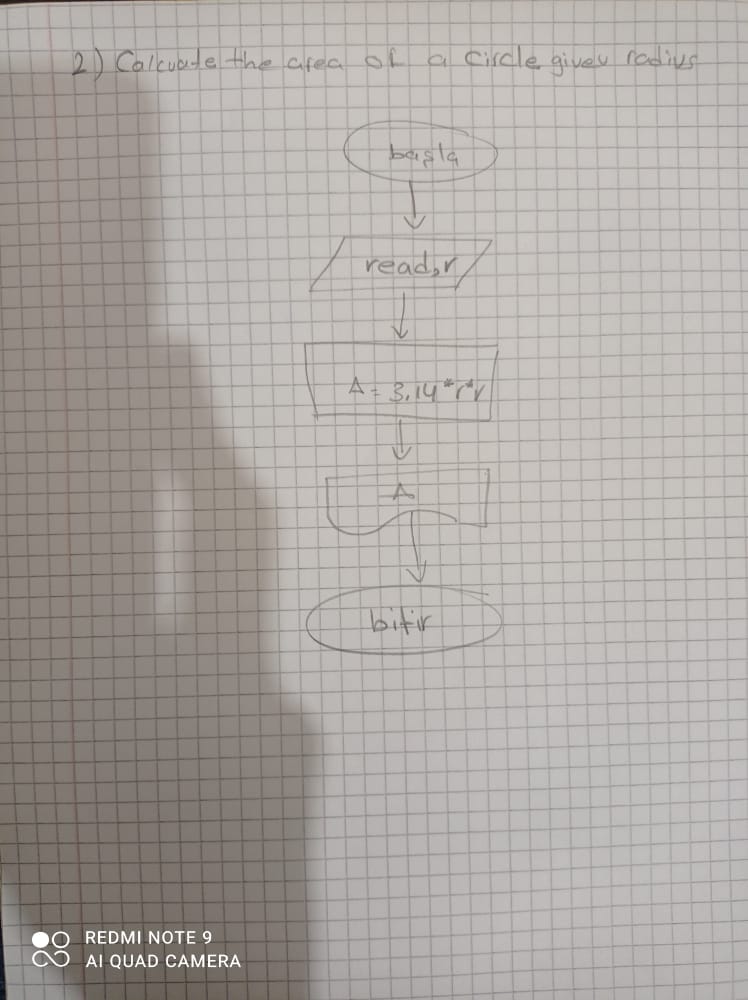 2) Calcuate the area of a circle given radius
başla
read,r
A = 3.14*r*r
A
bitir
REDMI NOTE 9
AI QUAD CAMERA